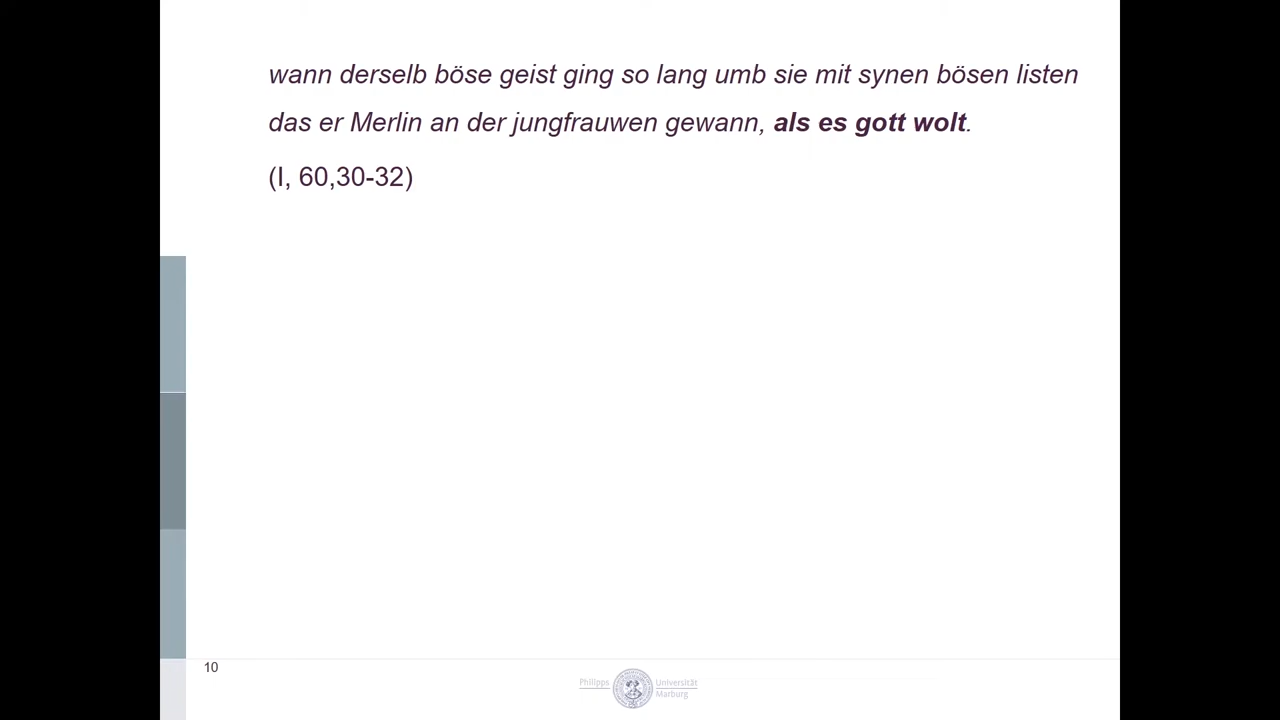 wann derselb böse geist ging so lang umb sie mit synen bösen listen
das er Merlin an der jungfrauwen gewann, als es gott wolt.
(I, 60,30-32)
10
Philipps Universität
Marburg